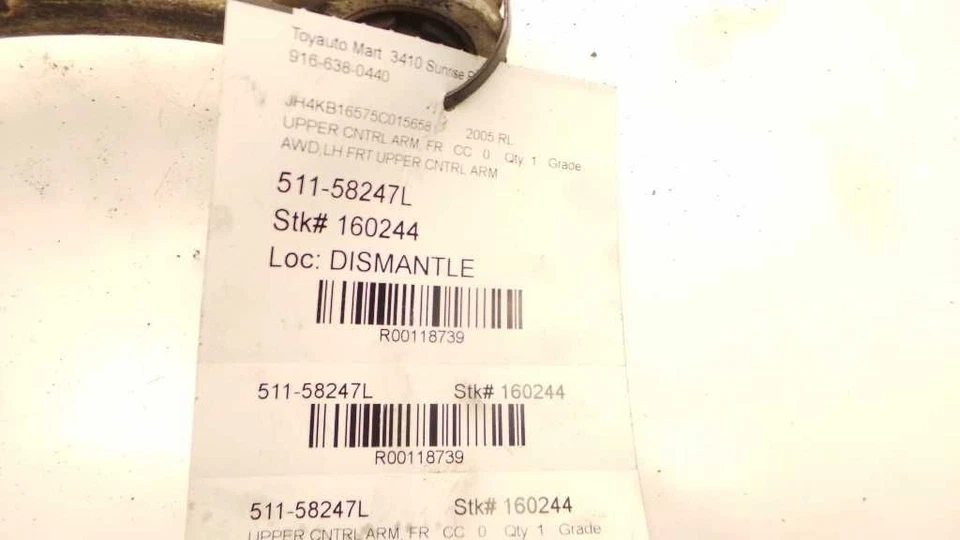 Toyauto Mart 3410 Sunrise
916-638-0440
JH4KB16575C015658 2005 RL
UPPER CNTRL ARM, FR CC 0 Qty 1 Grade
AWD,LH FRT UPPER CNTRL ARM
511-58247L
Stk# 160244
Loc: DISMANTLE
R00118739
511-58247L Stk# 160244
R00118739
511-58247L Stk# 160244
UPPER CNTRL ARM, FR CC 0 Qty 1 Grade